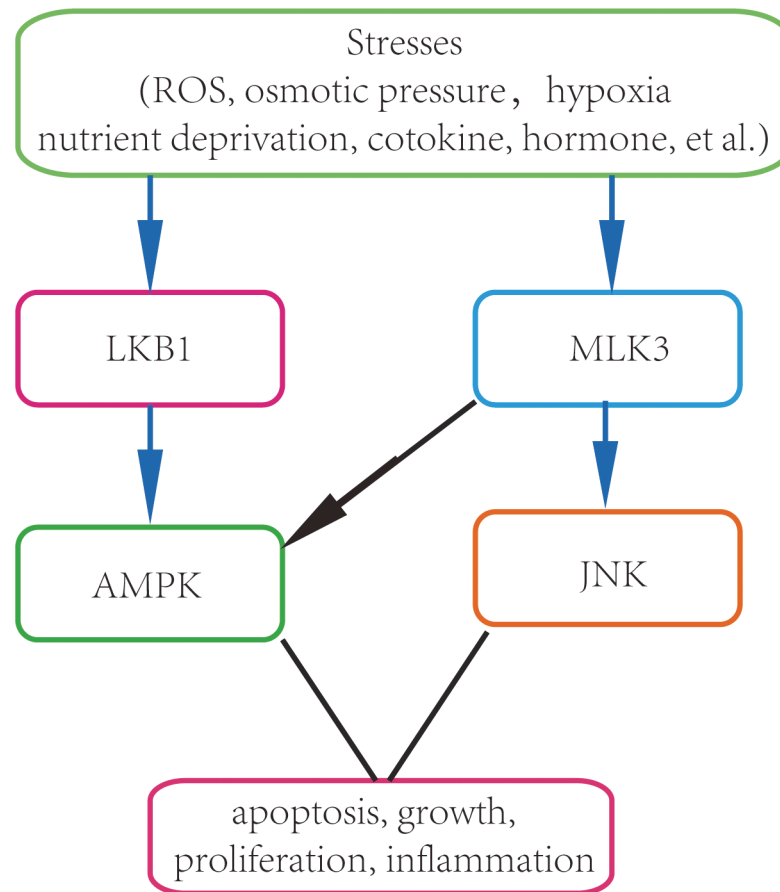 Stresses
(ROS, osmotic pressure, hypoxia
nutrient deprivation, cotokine, hormone, et al.)
LKB1
MLK3
AMPK
JNK
apoptosis, growth,
proliferation, inflammation